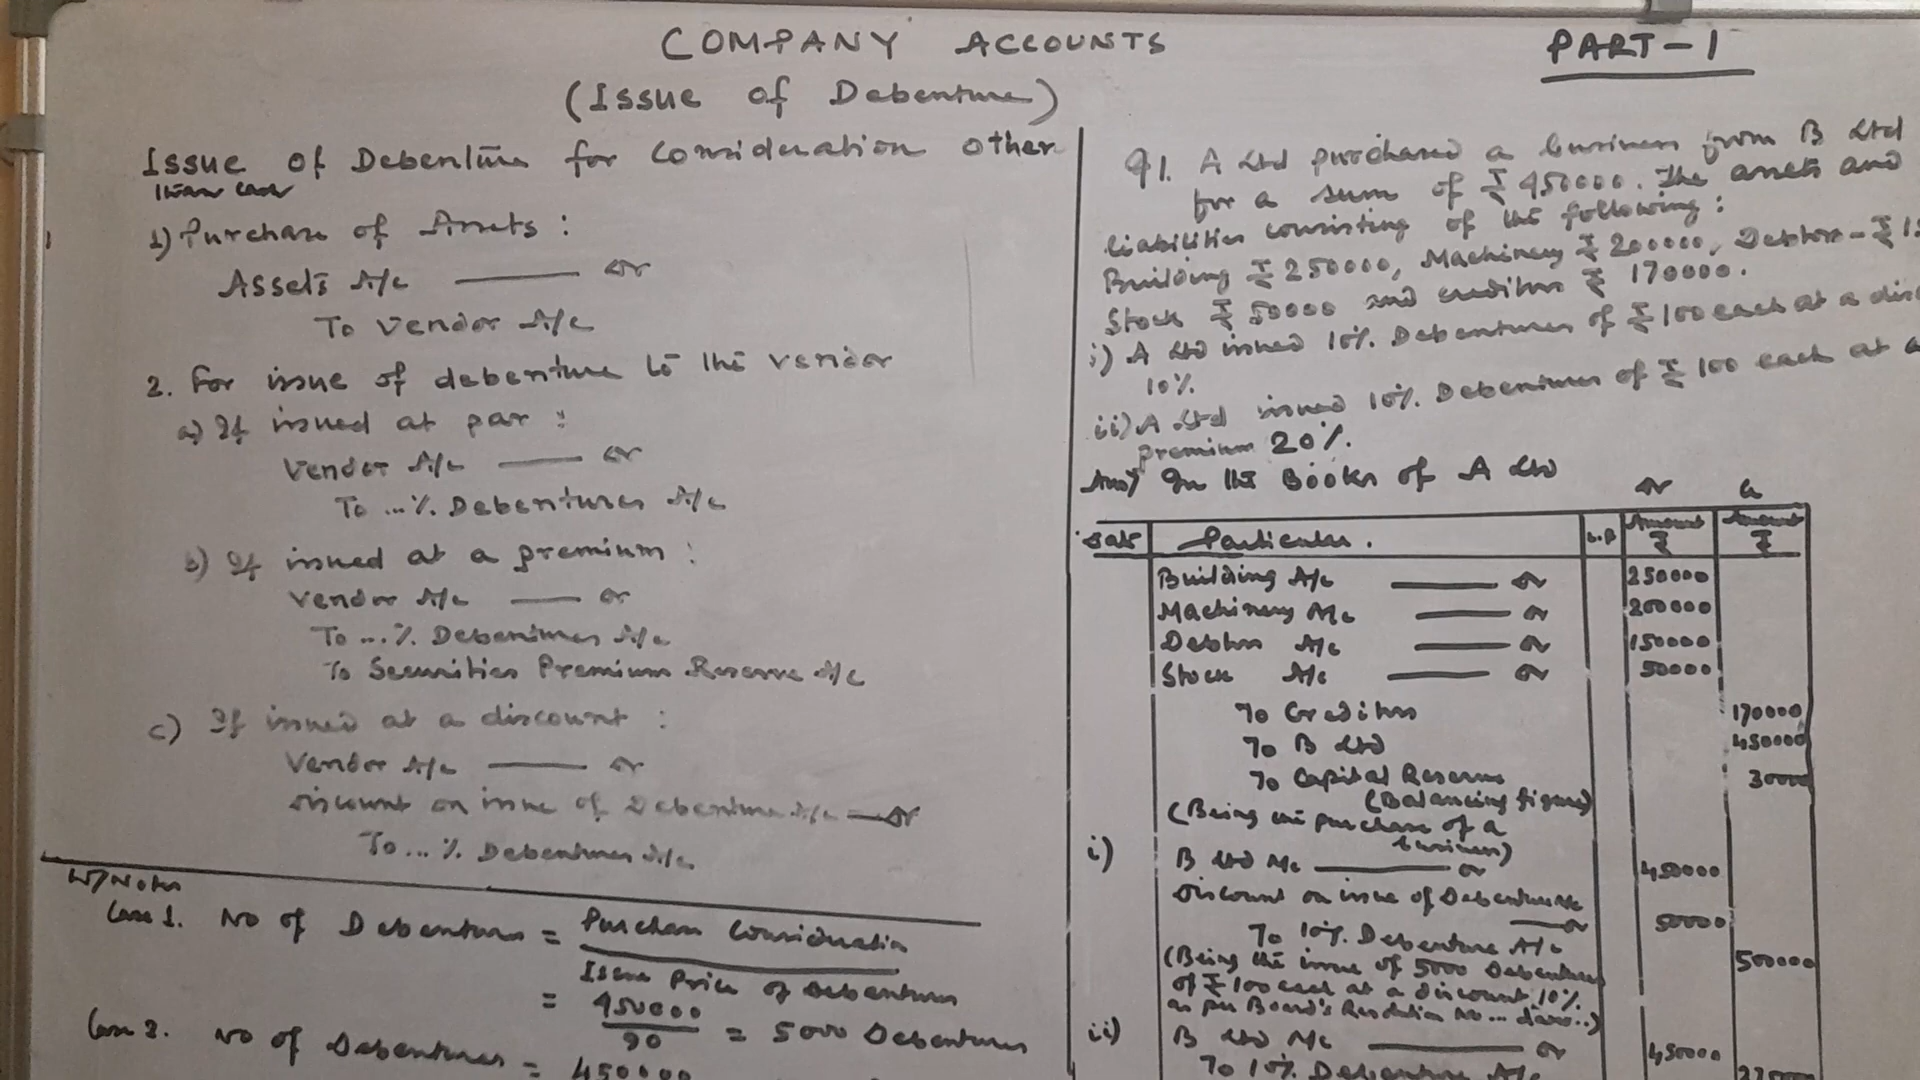 COMPANY ACCOUNTS
PART-1
(Issue of Debenture)
Issue of Debenture for Consideration other
than cash
1) Purchase of Assets :
Assets A/c ——— Dr
To Vendor A/c
2. For issue of debenture to the vendor
a) If issued at par :
Vendor A/c ——— Dr
To ...% Debentures A/c
b) If issued at a premium :
Vendor A/c ——— Dr
To ...% Debentures A/c
To Securities Premium Reserve A/c
c) If issued at a discount :
Vendor A/c ——— Dr
Discount on issue of Debenture A/c — Dr
To ...% Debentures A/c
W/Notes
Case 1. No of Debentures = Purchase Consideration
Issue Price of Debentures
= 450000
90 = 5000 Debentures
Case 2. No of Debentures = 450000
Q1. A Ltd purchased a business from B Ltd
for a sum of ₹ 450000. The assets and
liabilities consisting of the following :
Building ₹ 250000, Machinery ₹ 200000, Debtors - ₹ 15
Stock ₹ 50000 and creditors ₹ 170000.
i) A Ltd issued 10% Debentures of ₹ 100 each at a disc
10%
ii) A Ltd issued 10% Debentures of ₹ 100 each at a
premium 20%.
Ans) In the Books of A Ltd
Dr Cr
Date Particulars. L.F Amount ₹ Amount ₹
Building A/c ——— Dr 250000
Machinery A/c ——— Dr 200000
Debtors A/c ——— Dr 150000
Stock A/c ——— Dr 50000
To Creditors 170000
To B Ltd 450000
To Capital Reserve 30000
(Balancing figure)
(Being the purchase of a
business)
i) B Ltd A/c ——— Dr 450000
Discount on issue of Debenture A/c
— Dr 50000
To 10% Debenture A/c 500000
(Being the issue of 5000 Debentures
of ₹ 100 each at a discount 10%
as per Board's Resolution No... date...)
ii) B Ltd A/c ——— Dr 450000
To 10% Debenture A/c